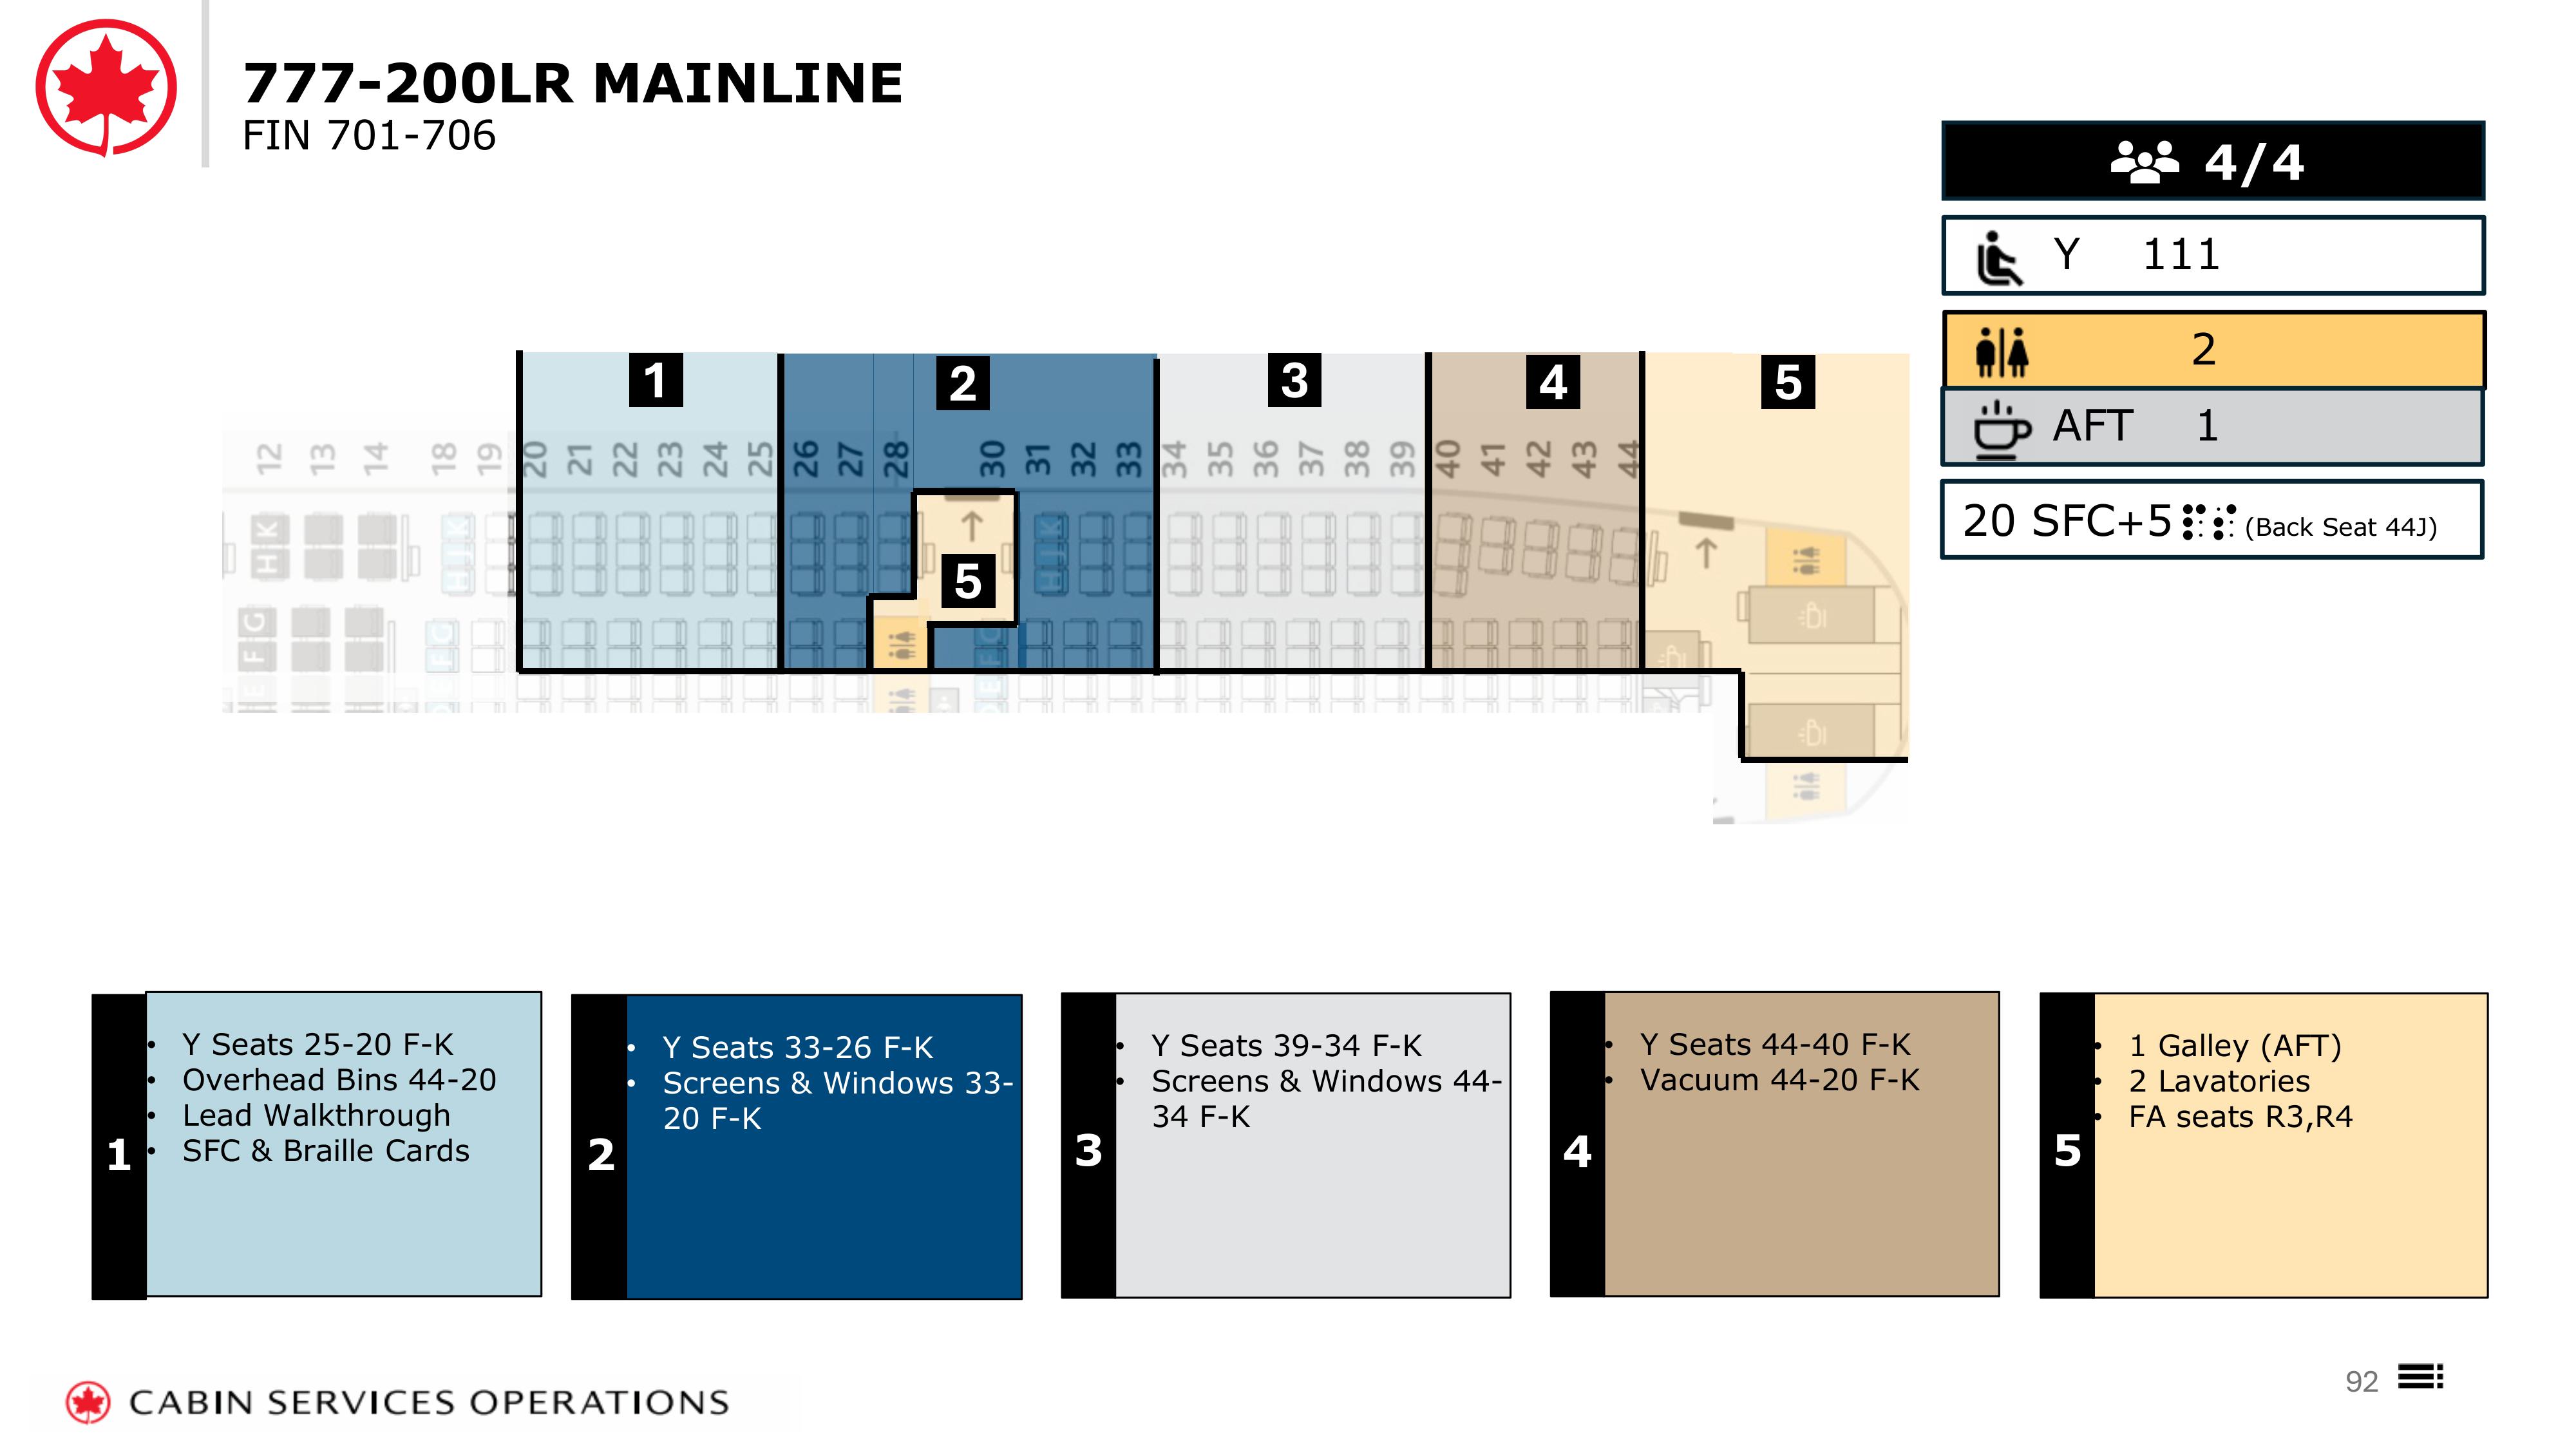 777-200LR MAINLINE
FIN 701-706
4/4
Y 111
2
AFT 1
20 SFC+5 (Back Seat 44J)
1
2
3
4
5
12 13 14 18 19 20 21 22 23 24 25 26 27 28 30 31 32 33 34 35 36 37 38 39 40 41 42 43 44
H K
H J K
H J K
5
E F G
1
• Y Seats 25-20 F-K
• Overhead Bins 44-20
• Lead Walkthrough
• SFC & Braille Cards
2
• Y Seats 33-26 F-K
• Screens & Windows 33-
20 F-K
3
• Y Seats 39-34 F-K
• Screens & Windows 44-
34 F-K
4
• Y Seats 44-40 F-K
• Vacuum 44-20 F-K
5
• 1 Galley (AFT)
• 2 Lavatories
• FA seats R3,R4
CABIN SERVICES OPERATIONS
92